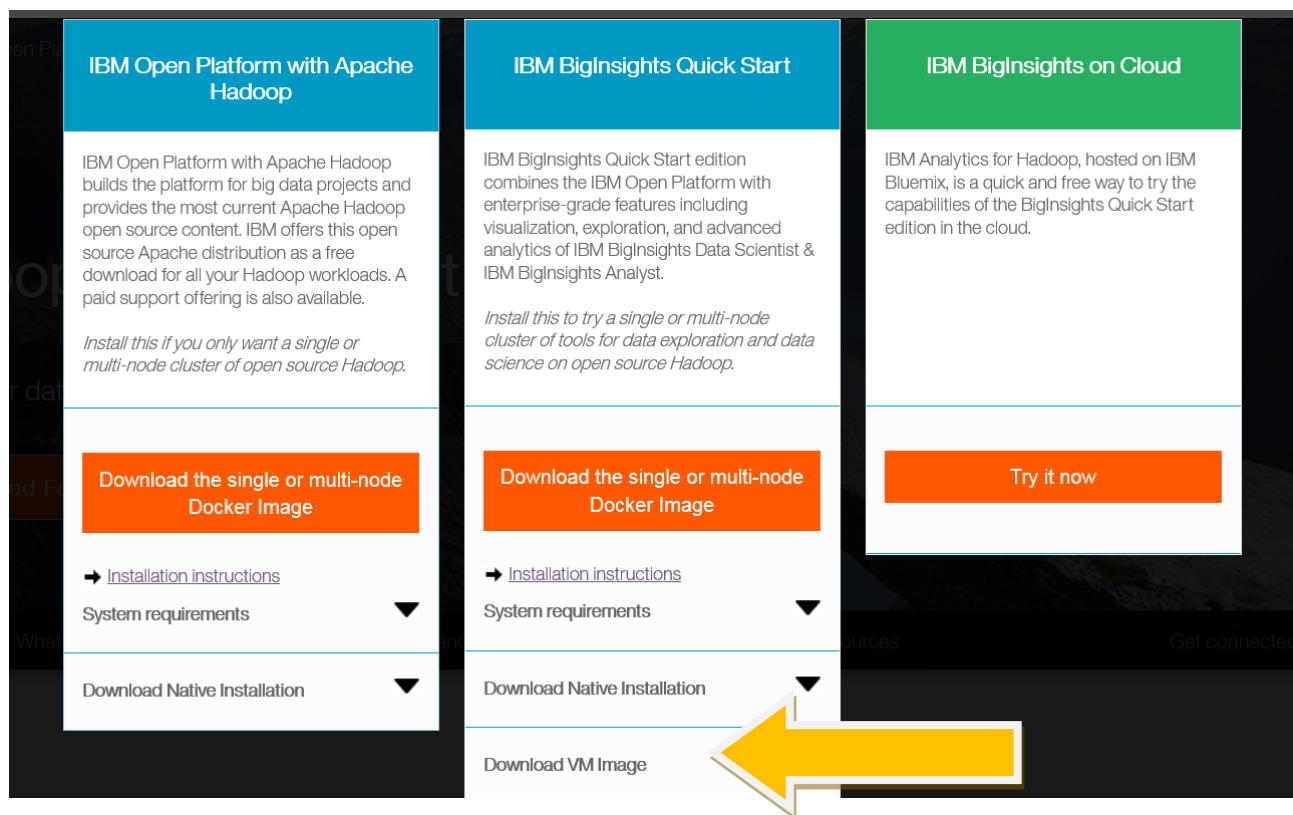 IBM Open Platform with Apache
Hadoop
IBM Open Platform with Apache Hadoop
builds the platform for big data projects and
provides the most current Apache Hadoop
open source content. IBM offers this open
source Apache distribution as a free
download for all your Hadoop workloads. A
paid support offering is also available.
Install this if you only want a single or
multi-node cluster of open source Hadoop.
Download the single or multi-node
Docker Image
Installation instructions
System requirements
Download Native Installation
IBM BigInsights Quick Start
IBM BigInsights Quick Start edition
combines the IBM Open Platform with
enterprise-grade features including
visualization, exploration, and advanced
analytics of IBM BigInsights Data Scientist &
IBM BigInsights Analyst.
Install this to try a single or multi-node
cluster of tools for data exploration and data
science on open source Hadoop.
Download the single or multi-node
Docker Image
Installation instructions
System requirements
Download Native Installation
Download VM Image
IBM BigInsights on Cloud
IBM Analytics for Hadoop, hosted on IBM
Bluemix, is a quick and free way to try the
capabilities of the BigInsights Quick Start
edition in the cloud.
Try it now
What
Get connected